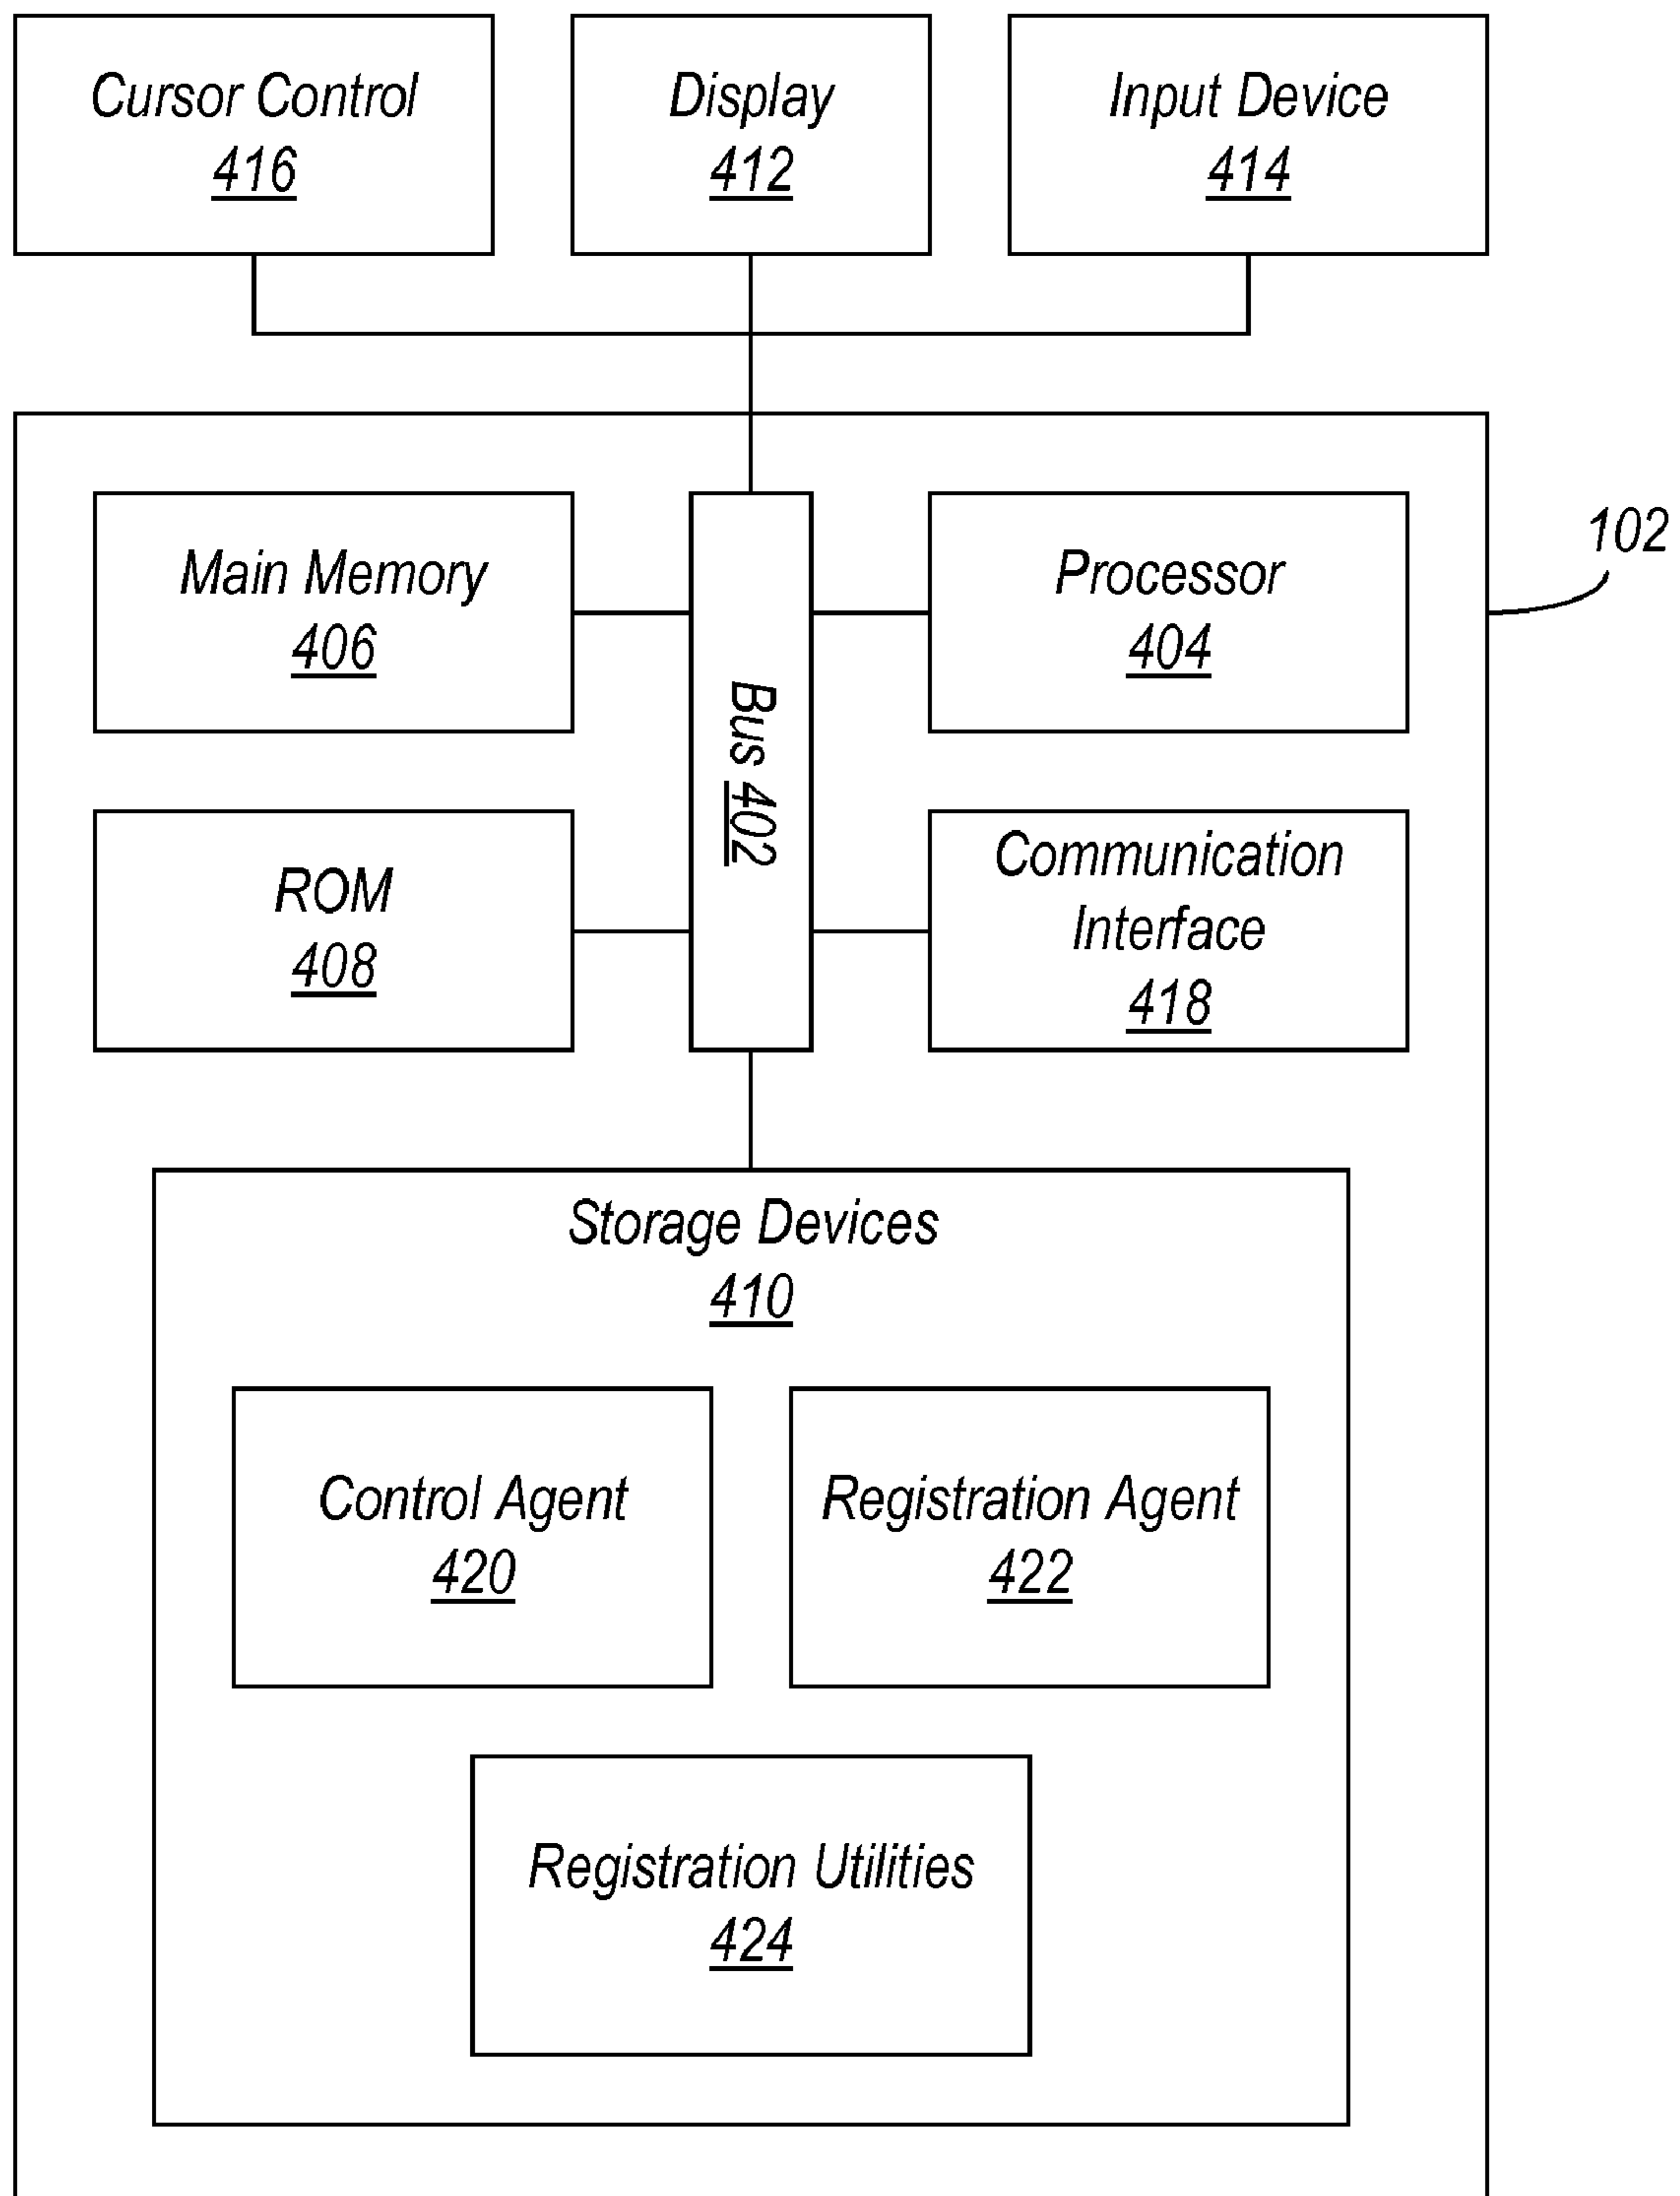 Cursor Control
416
Display
412
Input Device
414
Main Memory
406
Processor
404
102
Bus 402
ROM
408
Communication
Interface
418
Storage Devices
410
Control Agent
420
Registration Agent
422
Registration Utilities
424